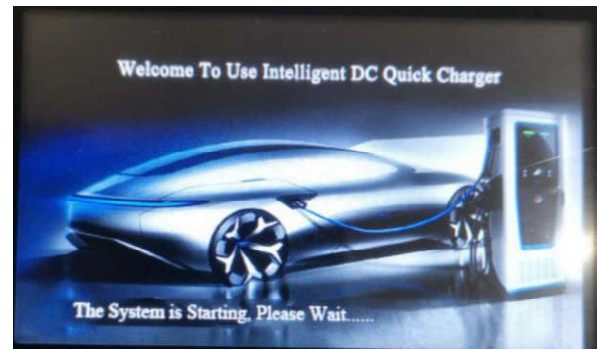 Welcome To Use Intelligent DC Quick Charger
The System is Starting, Please Wait......